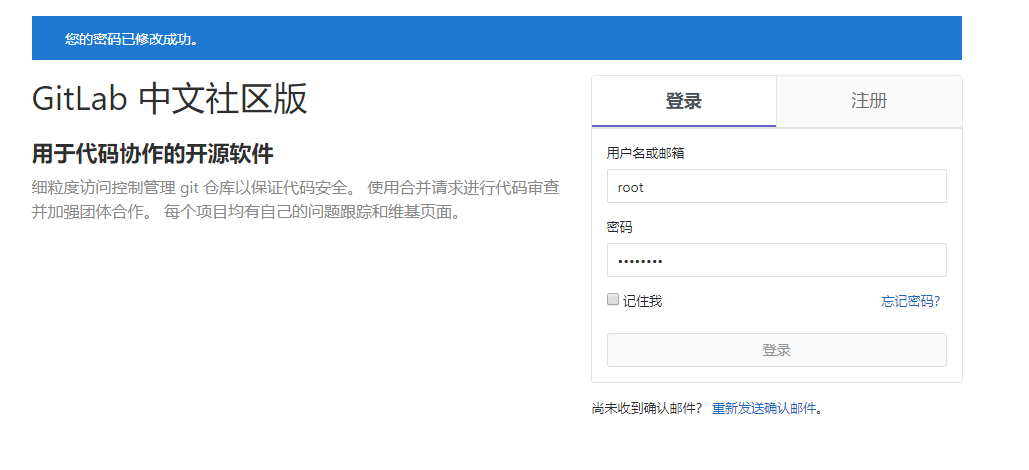 您的密码已修改成功。
GitLab 中文社区版
用于代码协作的开源软件
细粒度访问控制管理 git 仓库以保证代码安全。 使用合并请求进行代码审查
并加强团体合作。 每个项目均有自己的问题跟踪和维基页面。
登录 注册
用户名或邮箱
root
密码
••••••••
记住我 忘记密码?
登录
尚未收到确认邮件? 重新发送确认邮件。